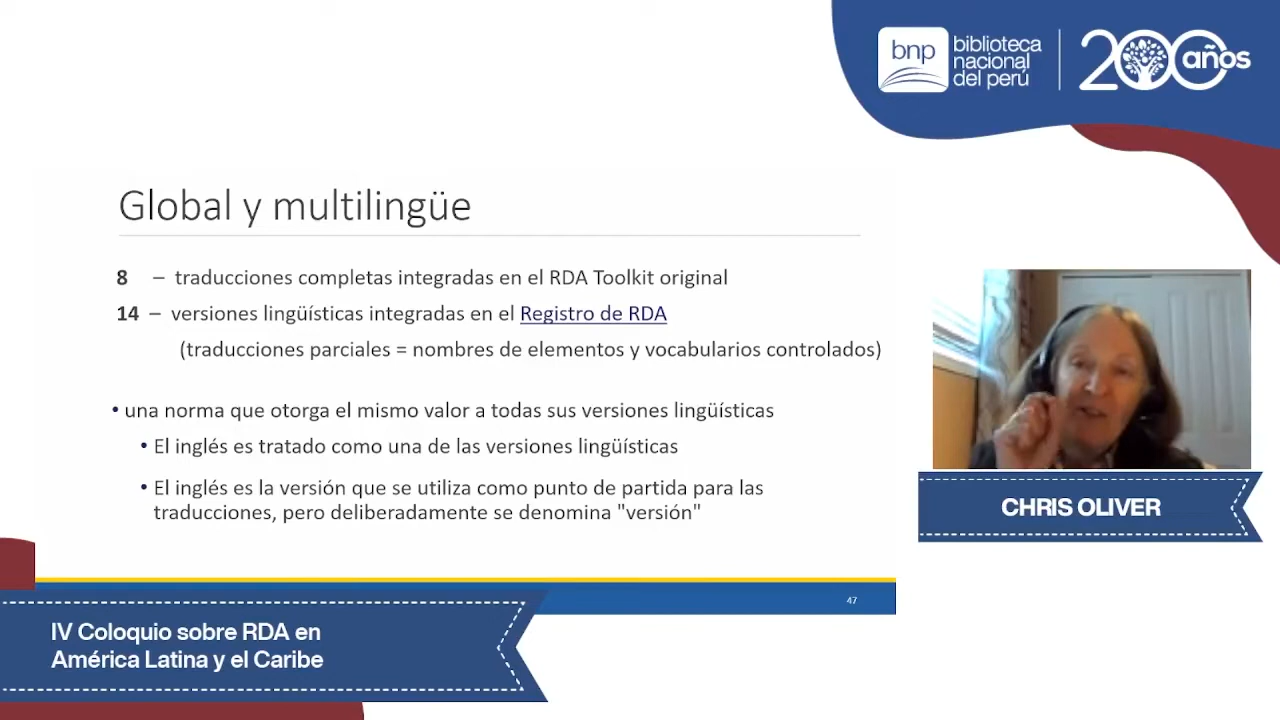 bnp
biblioteca
nacional
del perú
200 años
Global y multilingüe
8 – traducciones completas integradas en el RDA Toolkit original
14 – versiones lingüísticas integradas en el Registro de RDA
(traducciones parciales = nombres de elementos y vocabularios controlados)
• una norma que otorga el mismo valor a todas sus versiones lingüísticas
• El inglés es tratado como una de las versiones lingüísticas
• El inglés es la versión que se utiliza como punto de partida para las
traducciones, pero deliberadamente se denomina "versión"
47
CHRIS OLIVER
IV Coloquio sobre RDA en
América Latina y el Caribe